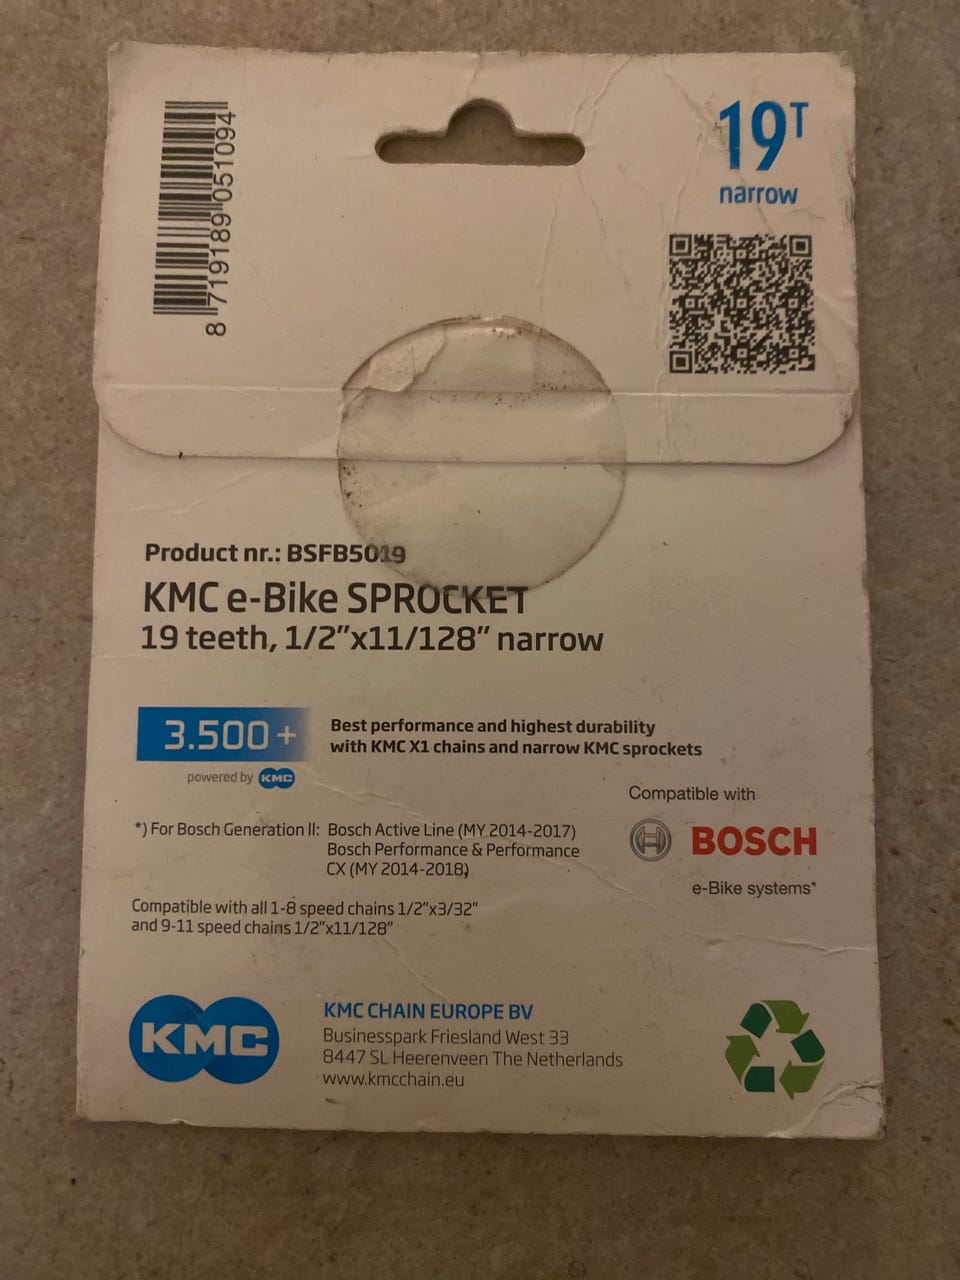 8 719189 051094
19T
narrow
Product nr.: BSFB5019
KMC e-Bike SPROCKET
19 teeth, 1/2”x11/128” narrow
3.500+
powered by KMC
Best performance and highest durability
with KMC X1 chains and narrow KMC sprockets
Compatible with
BOSCH
e-Bike systems*
*) For Bosch Generation II: Bosch Active Line (MY 2014-2017)
Bosch Performance & Performance
CX (MY 2014-2018)
Compatible with all 1-8 speed chains 1/2”x3/32”
and 9-11 speed chains 1/2”x11/128”
KMC
KMC CHAIN EUROPE BV
Businesspark Friesland West 33
8447 SL Heerenveen The Netherlands
www.kmcchain.eu